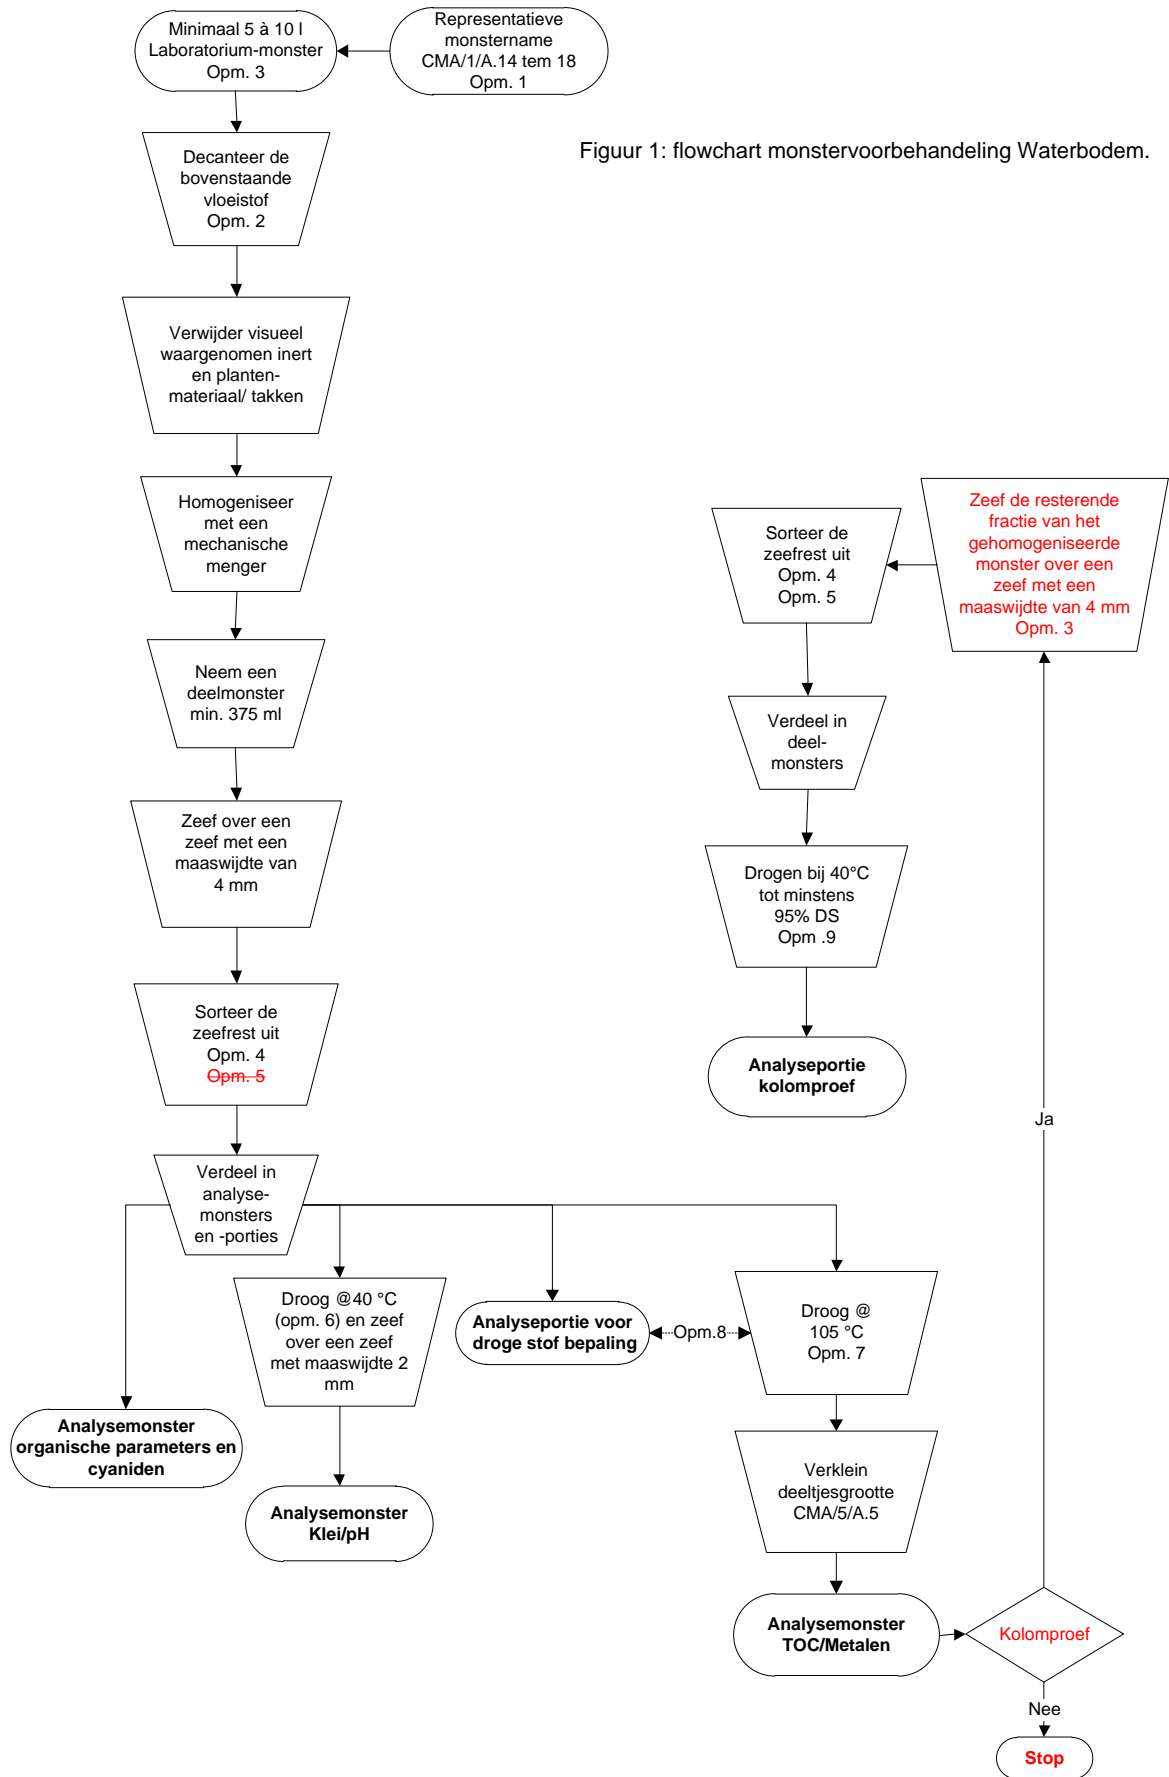 Minimaal 5 à 10 l
Laboratorium-monster
Opm. 3
Representatieve
monstername
CMA/1/A.14 tem 18
Opm. 1
Figuur 1: flowchart monstervoorbehandeling Waterbodem.
Decanteer de
bovenstaande
vloeistof
Opm. 2
Verwijder visueel
waargenomen inert
en planten-
materiaal/ takken
Homogeniseer
met een
mechanische
menger
Neem een
deelmonster
min. 375 ml
Zeef over een
zeef met een
maaswijdte van
4 mm
Sorteer de
zeefrest uit
Opm. 4
Opm. 5
Verdeel in
analyse-
monsters
en -porties
Analysemonster
organische parameters en
cyaniden
Droog @40 °C
(opm. 6) en zeef
over een zeef
met maaswijdte 2
mm
Analysemonster
Klei/pH
Analyseportie voor
droge stof bepaling
Opm.8
Droog @
105 °C
Opm. 7
Verklein
deeltjesgrootte
CMA/5/A.5
Analysemonster
TOC/Metalen
Kolomproef
Nee
Stop
Ja
Zeef de resterende
fractie van het
gehomogeniseerde
monster over een
zeef met een
maaswijdte van 4 mm
Opm. 3
Sorteer de
zeefrest uit
Opm. 4
Opm. 5
Verdeel in
deel-
monsters
Drogen bij 40°C
tot minstens
95% DS
Opm .9
Analyseportie
kolomproef